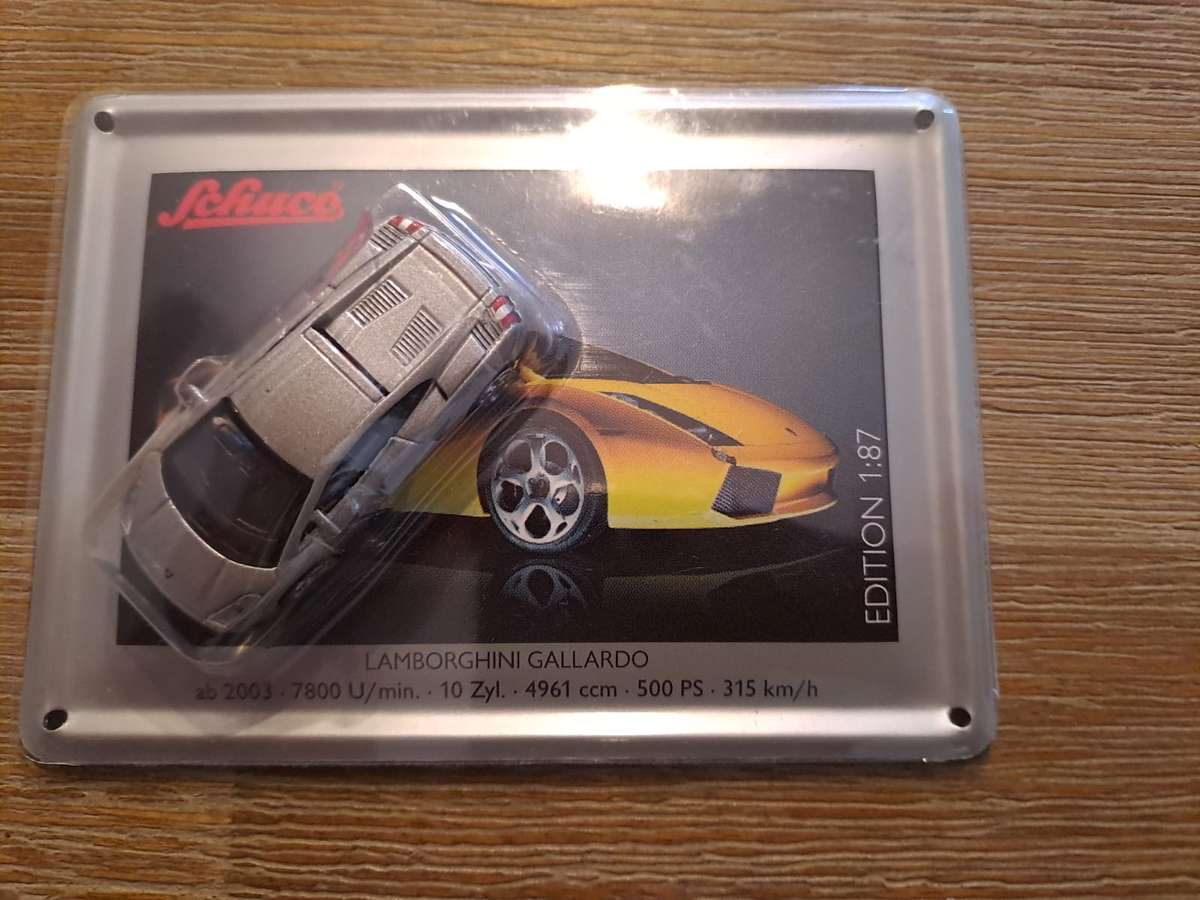 Schuco
EDITION 1:87
LAMBORGHINI GALLARDO
ab 2003 · 7800 U/min. · 10 Zyl. · 4961 ccm · 500 PS · 315 km/h